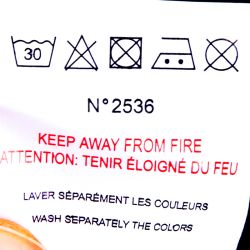 30
N°2536
KEEP AWAY FROM FIRE
ATTENTION: TENIR ÉLOIGNÉ DU FEU
LAVER SÉPARÉMENT LES COULEURS
WASH SEPARATELY THE COLORS